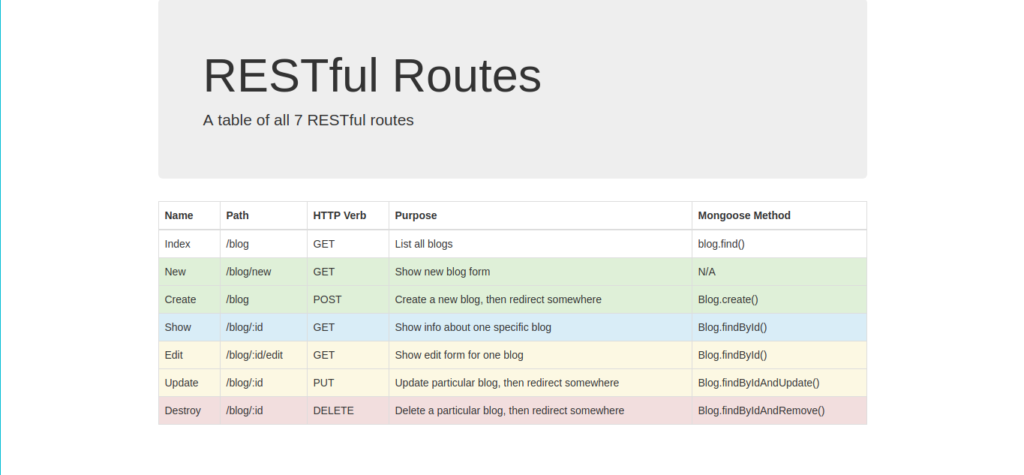 RESTful Routes
A table of all 7 RESTful routes
Name Path HTTP Verb Purpose Mongoose Method
Index /blog GET List all blogs blog.find()
New /blog/new GET Show new blog form N/A
Create /blog POST Create a new blog, then redirect somewhere Blog.create()
Show /blog/:id GET Show info about one specific blog Blog.findById()
Edit /blog/:id/edit GET Show edit form for one blog Blog.findById()
Update /blog/:id PUT Update particular blog, then redirect somewhere Blog.findByIdAndUpdate()
Destroy /blog/:id DELETE Delete a particular blog, then redirect somewhere Blog.findByIdAndRemove()